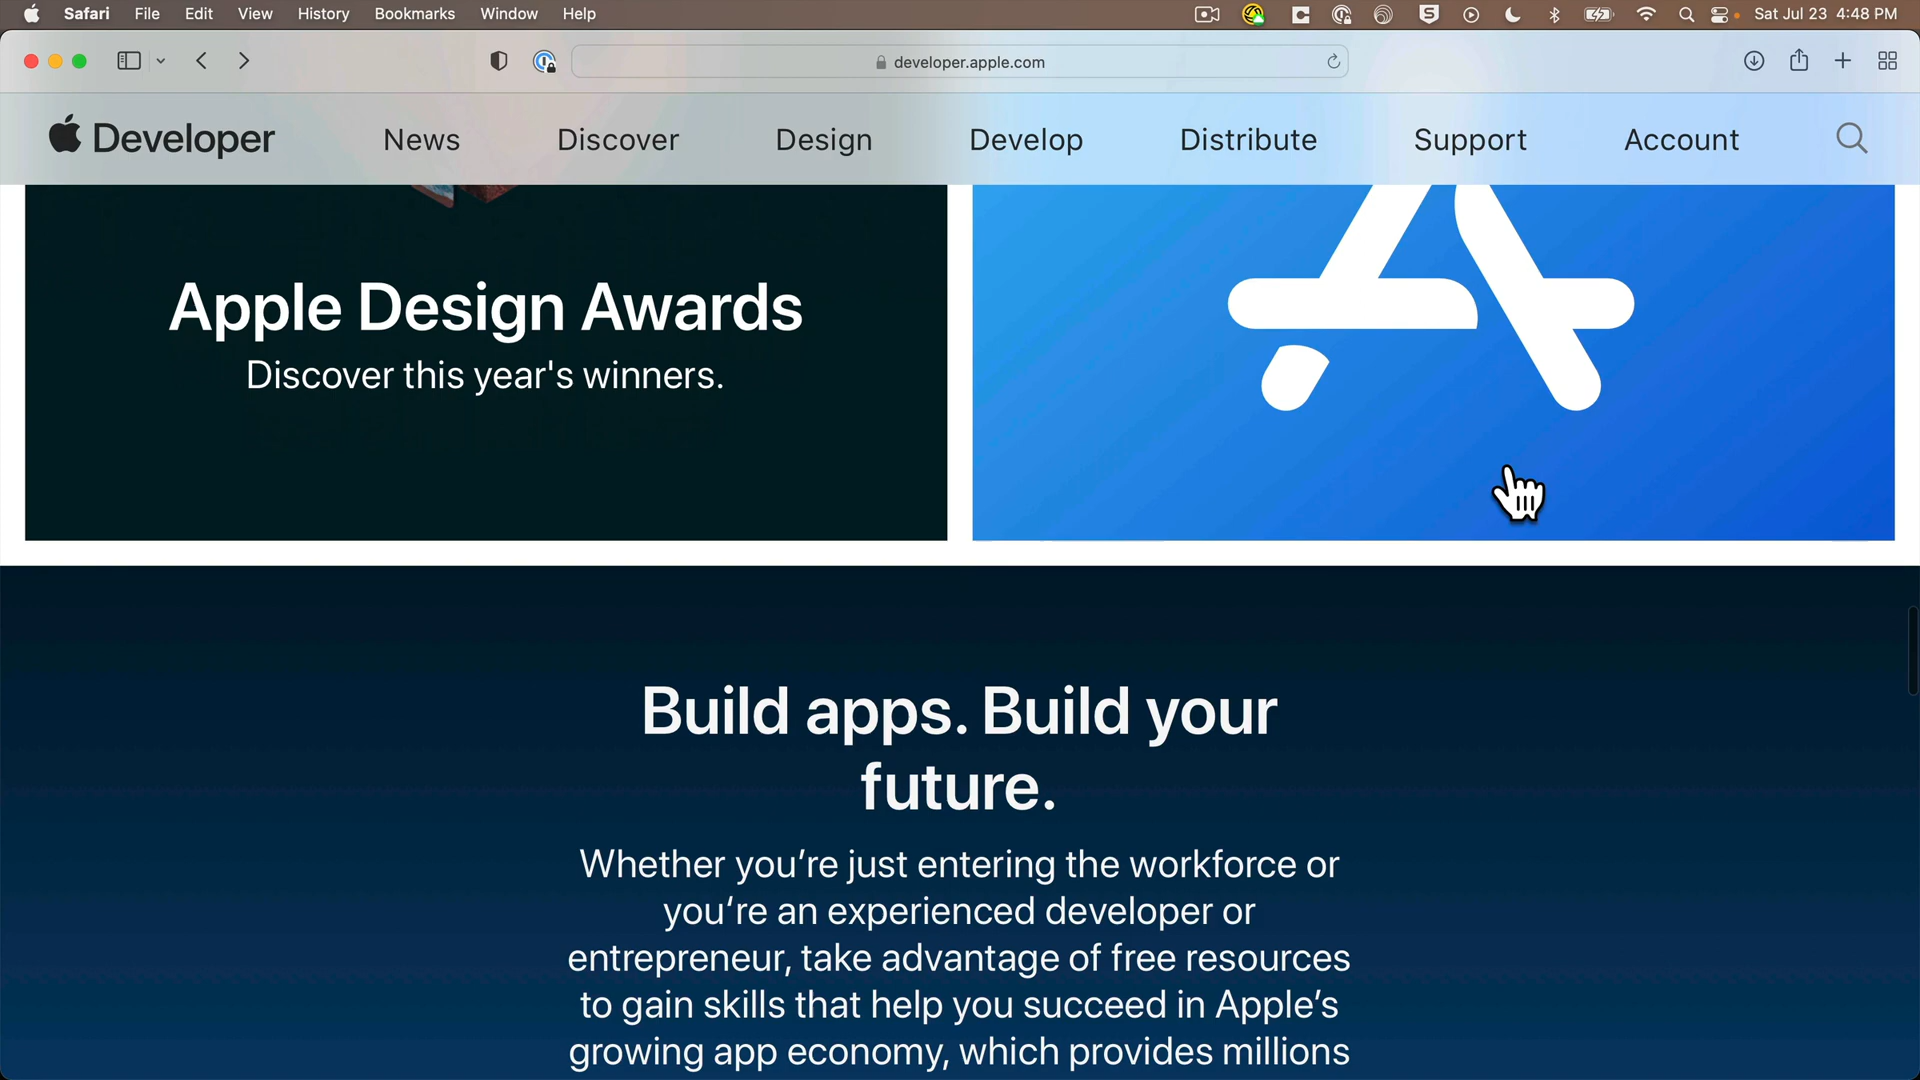 Safari File Edit View History Bookmarks Window Help Sat Jul 23 4:48 PM
developer.apple.com
Developer News Discover Design Develop Distribute Support Account
Apple Design Awards
Discover this year's winners.
Build apps. Build your
future.
Whether you’re just entering the workforce or
you‘re an experienced developer or
entrepreneur, take advantage of free resources
to gain skills that help you succeed in Apple’s
growing app economy, which provides millions